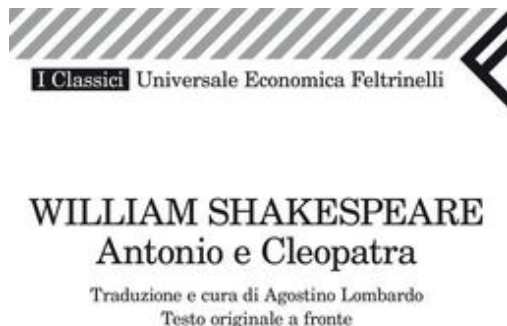 I Classici Universale Economica Feltrinelli
WILLIAM SHAKESPEARE
Antonio e Cleopatra
Traduzione e cura di Agostino Lombardo
Testo originale a fronte